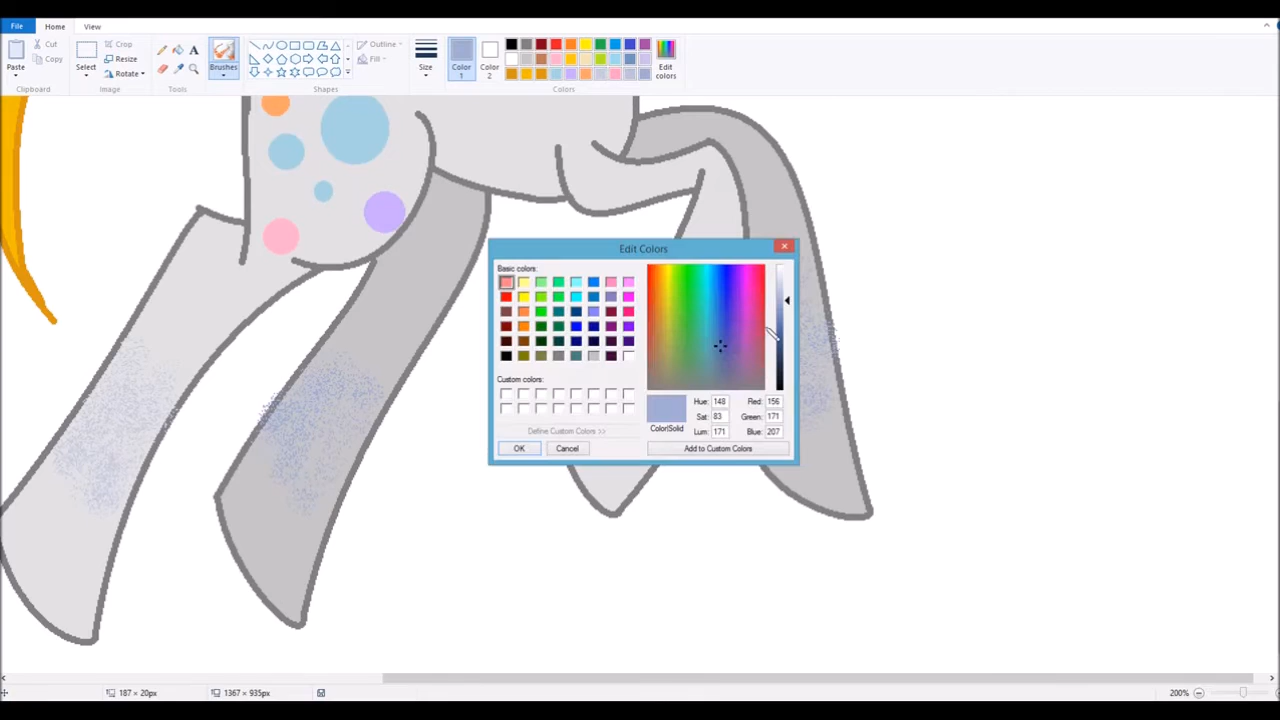 File Home View
Paste
Cut
Copy
Clipboard
Select
Crop
Resize
Rotate
Image
A
Tools
Brushes
Outline
Fill
Shapes
Size
Color 1
Color 2
Edit colors
Colors
Edit Colors
Basic colors:
Custom colors:
Define Custom Colors >>
OK Cancel
Color|Solid
Hue: 148 Red: 156
Sat: 83 Green: 171
Lum: 171 Blue: 207
Add to Custom Colors
187 × 20px 1367 × 935px 200%